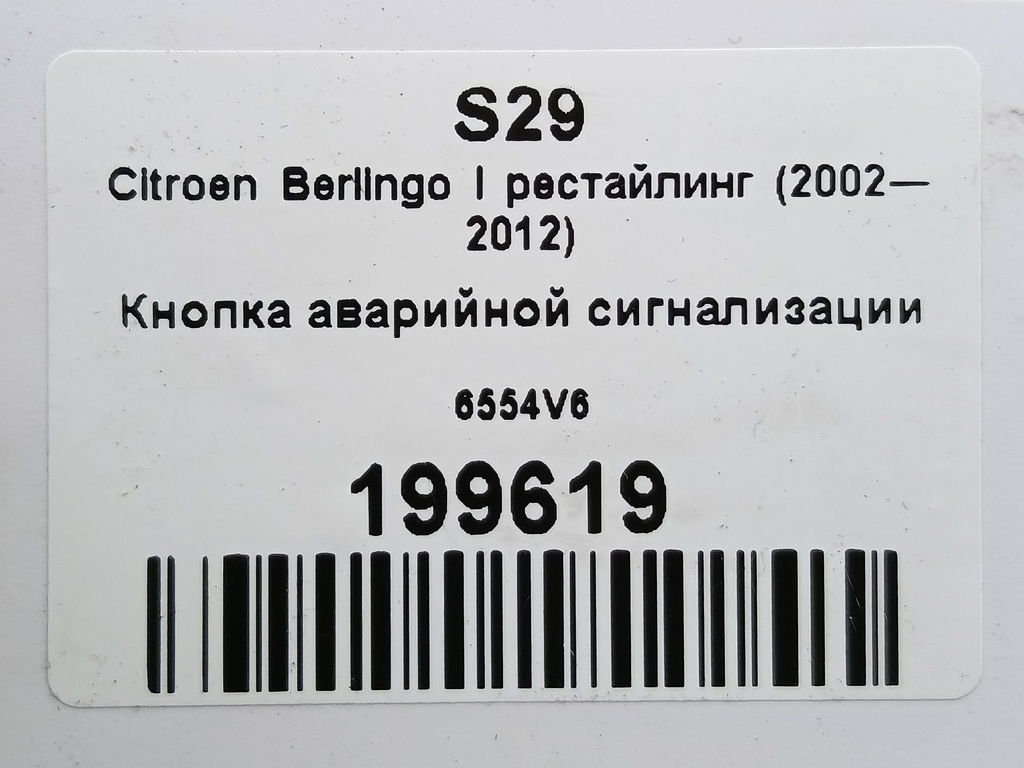 S29
Citroen Berlingo I рестайлинг (2002—
2012)
Кнопка аварийной сигнализации
6554V6
199619